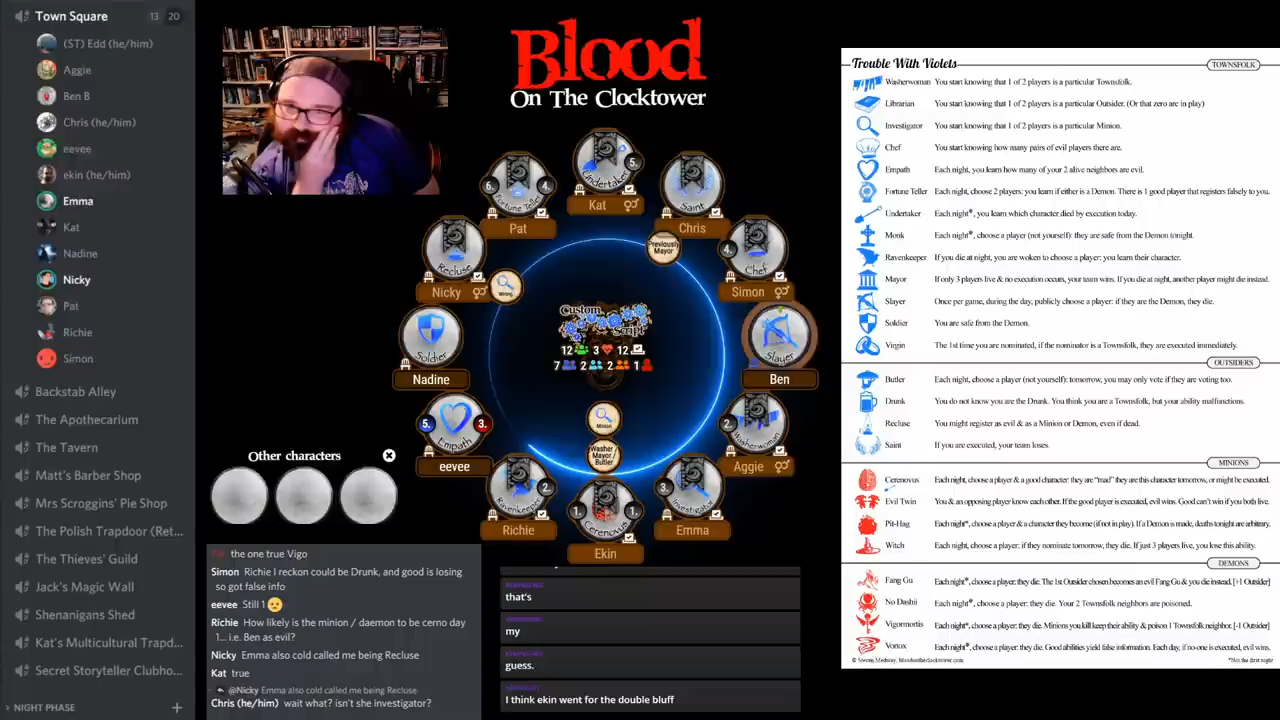 Town Square
13 20
(ST) Edd (he/him)
Aggie
Ben B
Chris (he/him)
eevee
ekin (he/him)
Emma
Kat
Nadine
Nicky
Richie
Simon
Backstab Alley
The Apothecarium
The Tavern
Matt's Barber Shop
Mrs Scroggins' Pie Shop
The Thieves' Guild
Jack's Flower Wall
Shenanigansted
Kat's Multicultural Trapd...
Secret Storyteller Clubho...
NIGHT PHASE
Blood
On The Clocktower
Undertaker
5.
Kat
Fortune Teller
6.
4.
Pat
Saint
Chris
Previously Mayor
Recluse
Nicky
Wrong
Chef
4.
Simon
Soldier
Nadine
Slayer
Ben
Empath
5.
3.
eevee
Washerwoman
2.
Aggie
Ravenkeeper
2.
Richie
Cerenovus
1.
1.
Ekin
Investigator
3.
Emma
Minion
Washer / Mayor / Butler
Custom Script
12 3 12
7 2 2 1
Other characters
Pat the one true Vigo
Simon Richie I reckon could be Drunk, and good is losing
so got false info
eevee Still 1
Richie How likely is the minion / daemon to be cerno day
1... i.e. Ben as evil?
Nicky Emma also cold called me being Recluse
Kat true
@Nicky Emma also cold called me being Recluse
Chris (he/him) wait what? isn't she investigator?
that's
my
guess.
I think ekin went for the double bluff
Trouble With Violets
TOWNSFOLK
Washerwoman You start knowing that 1 of 2 players is a particular Townsfolk.
Librarian You start knowing that 1 of 2 players is a particular Outsider. (Or that zero are in play)
Investigator You start knowing that 1 of 2 players is a particular Minion.
Chef You start knowing how many pairs of evil players there are.
Empath Each night, you learn how many of your 2 alive neighbors are evil.
Fortune Teller Each night, choose 2 players: you learn if either is a Demon. There is 1 good player that registers falsely to you.
Undertaker Each night*, you learn which character died by execution today.
Monk Each night*, choose a player (not yourself): they are safe from the Demon tonight.
Ravenkeeper If you die at night, you are woken to choose a player: you learn their character.
Mayor If only 3 players live & no execution occurs, your team wins. If you die at night, another player might die instead.
Slayer Once per game, during the day, publicly choose a player: if they are the Demon, they die.
Soldier You are safe from the Demon.
Virgin The 1st time you are nominated, if the nominator is a Townsfolk, they are executed immediately.
OUTSIDERS
Butler Each night, choose a player (not yourself): tomorrow, you may only vote if they are voting too.
Drunk You do not know you are the Drunk. You think you are a Townsfolk, but your ability malfunctions.
Recluse You might register as evil & as a Minion or Demon, even if dead.
Saint If you are executed, your team loses.
MINIONS
Cerenovus Each night, choose a player & a good character: they are "mad" they are this character tomorrow, or might be executed.
Evil Twin You & an opposing player know each other. If the good player is executed, evil wins. Good can't win if you both live.
Pit-Hag Each night*, choose a player & a character they become (if not in play). If a Demon is made, deaths tonight are arbitrary.
Witch Each night, choose a player: if they nominate tomorrow, they die. If just 3 players live, you lose this ability.
DEMONS
Fang Gu Each night*, choose a player: they die. The 1st Outsider chosen becomes an evil Fang Gu & you die instead. [+1 Outsider]
No Dashii Each night*, choose a player: they die. Your 2 Townsfolk neighbors are poisoned.
Vigormortis Each night*, choose a player: they die. Minions you kill keep their ability & poison 1 Townsfolk neighbor. [-1 Outsider]
Vortox Each night*, choose a player: they die. Good abilities yield false information. Each day, if no-one is executed, evil wins.
© Steven Medway, bloodontheclocktower.com
*Not the first night